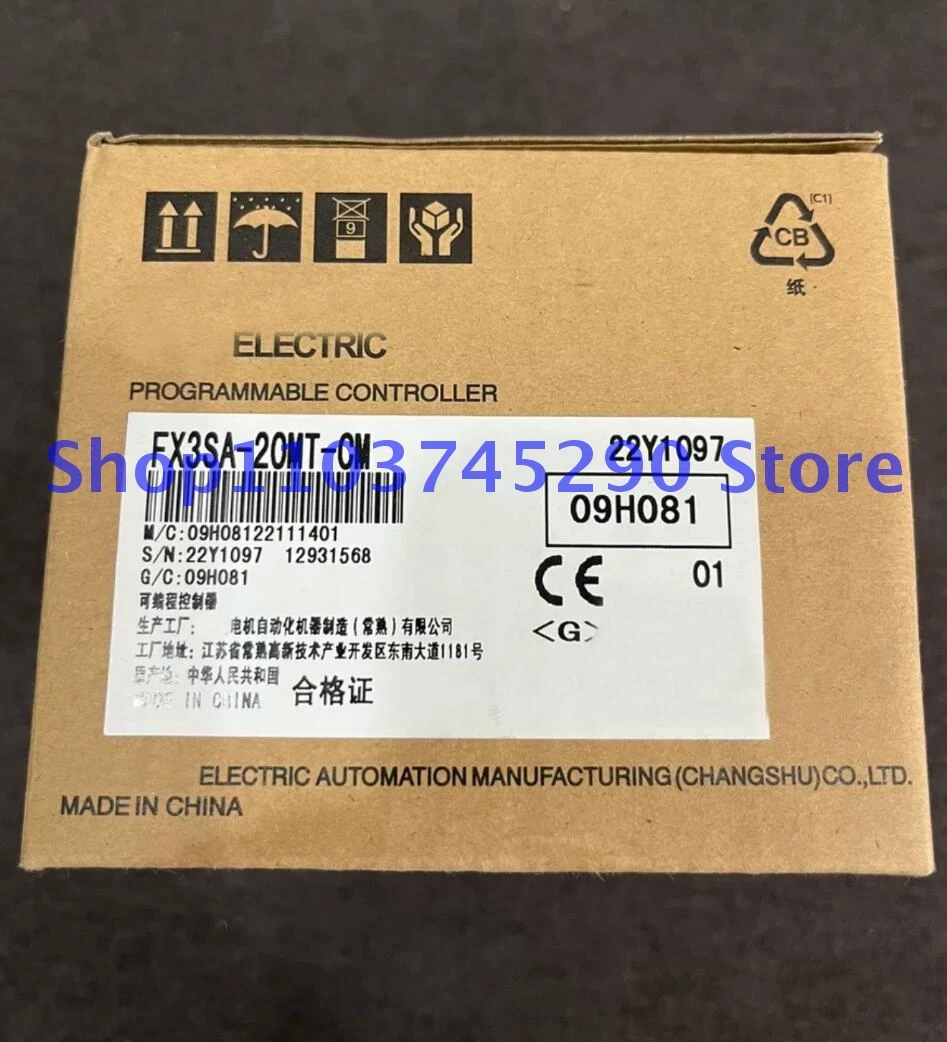 [C1]
CB
纸
9
ELECTRIC
PROGRAMMABLE CONTROLLER
FX3SA-20MT-CM 22Y1097
Shop1103745290 Store
09H081
M/C:09H08122111401
S/N:22Y1097 12931568
G/C:09H081
01
CE
<G>
可编程控制器
生产工厂: 电机自动化机器制造(常熟)有限公司
工厂地址: 江苏省常熟高新技术产业开发区东南大道1181号
原产地: 中华人民共和国
MADE IN CHINA 合格证
ELECTRIC AUTOMATION MANUFACTURING (CHANGSHU) CO.,LTD.
MADE IN CHINA